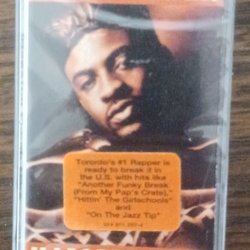 Toronto's #1 Rapper is
ready to break it in
the U.S. with hits like
"Another Funky Break
(From My Pap's Crate),"
"Hittin' The Girlschools"
and
"On The Jazz Tip"